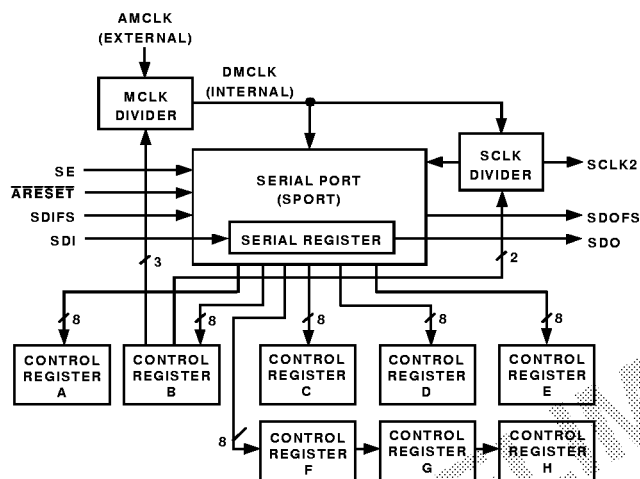 AMCLK
(EXTERNAL)
DMCLK
(INTERNAL)
MCLK
DIVIDER
SE
ARESET
SDIFS
SDI
SERIAL PORT
(SPORT)
SERIAL REGISTER
SCLK
DIVIDER
SCLK2
SDOFS
SDO
3
2
8
8
8
8
8
CONTROL
REGISTER
A
CONTROL
REGISTER
B
CONTROL
REGISTER
C
CONTROL
REGISTER
D
CONTROL
REGISTER
E
8
CONTROL
REGISTER
F
CONTROL
REGISTER
G
CONTROL
REGISTER
H